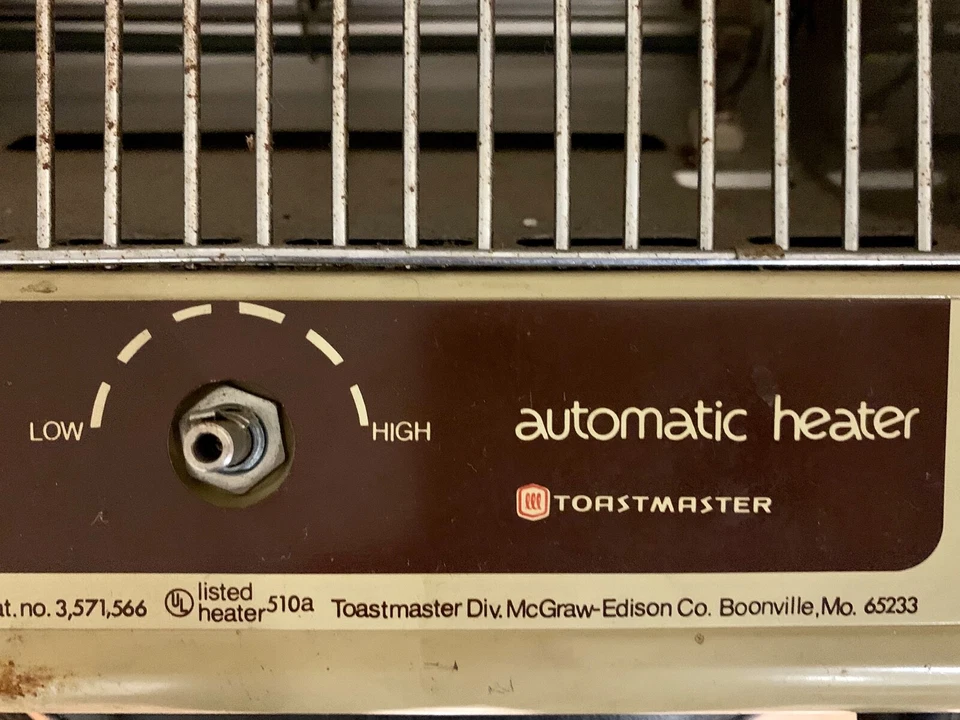 LOW HIGH
automatic heater
TOASTMASTER
at. no. 3,571,566 UL listed heater 510a Toastmaster Div. McGraw-Edison Co. Boonville, Mo. 65233